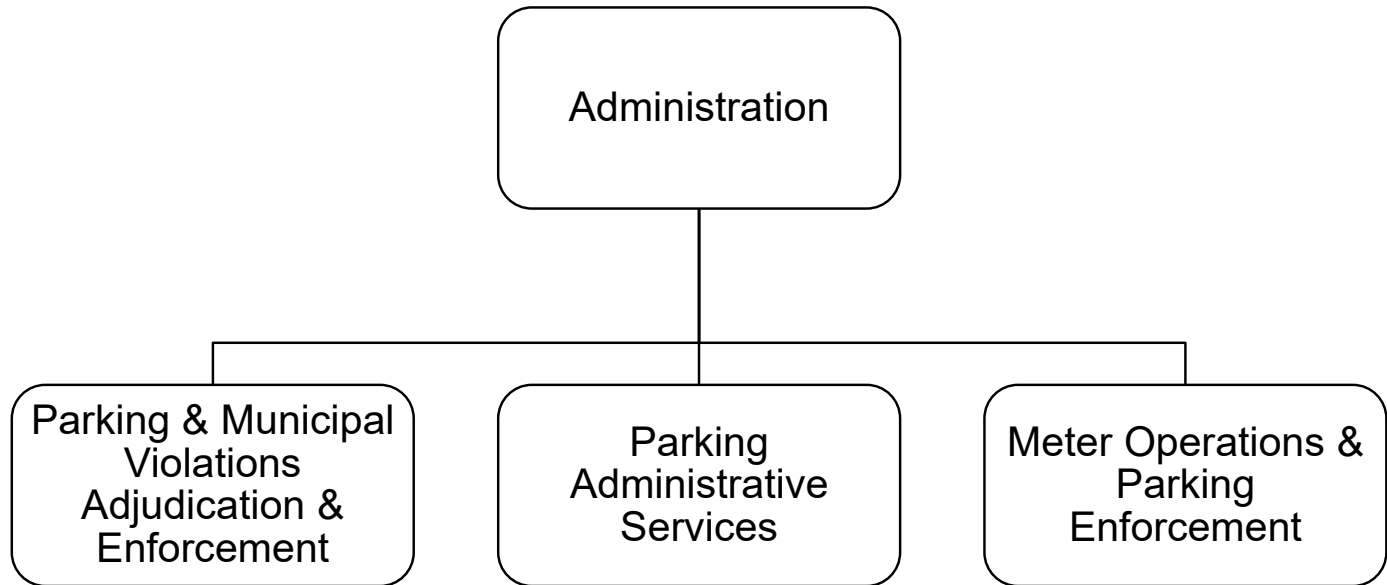 Administration
Parking & Municipal
Violations
Adjudication &
Enforcement
Parking
Administrative
Services
Meter Operations &
Parking
Enforcement